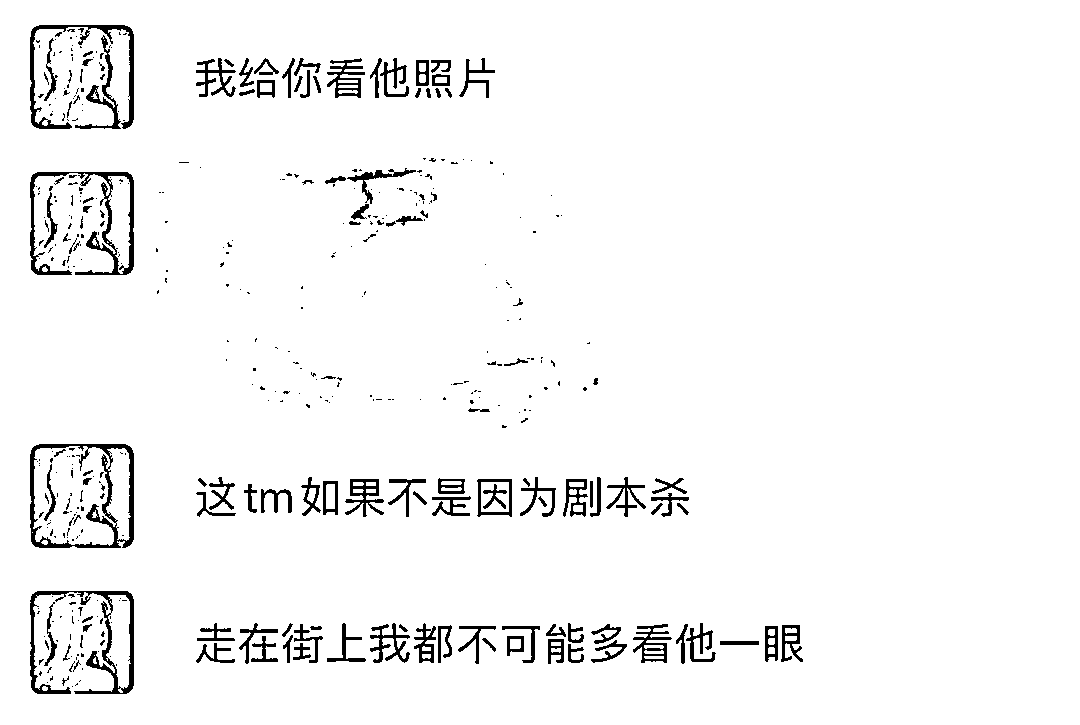 我给你看他照片
这tm如果不是因为剧本杀
走在街上我都不可能多看他一眼